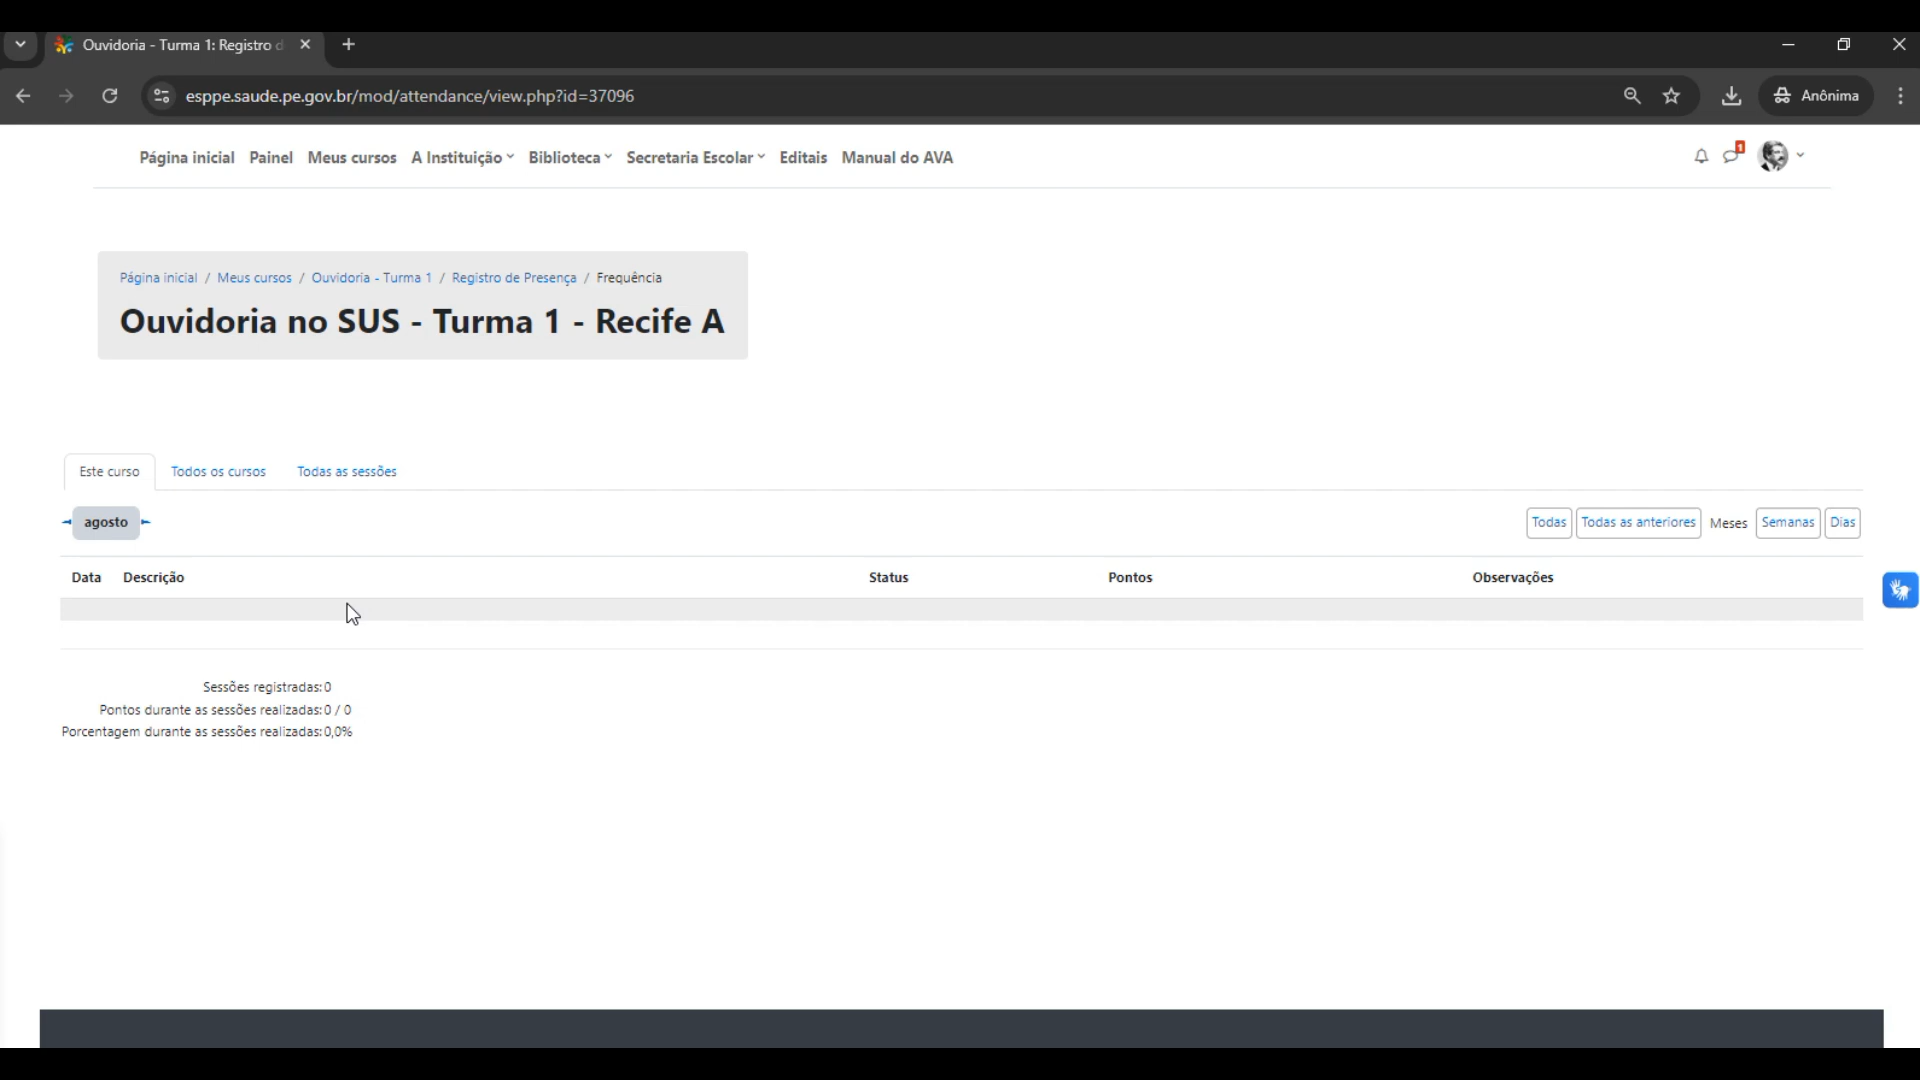 Ouvidoria - Turma 1: Registro d
esppe.saude.pe.gov.br/mod/attendance/view.php?id=37096
Anônima
Página inicial Painel Meus cursos A Instituição Biblioteca Secretaria Escolar Editais Manual do AVA
1
Página inicial / Meus cursos / Ouvidoria - Turma 1 / Registro de Presença / Frequência
Ouvidoria no SUS - Turma 1 - Recife A
Este curso Todos os cursos Todas as sessões
agosto Todas Todas as anteriores Meses Semanas Dias
Data Descrição Status Pontos Observações
Sessões registradas: 0
Pontos durante as sessões realizadas: 0 / 0
Porcentagem durante as sessões realizadas: 0,0%